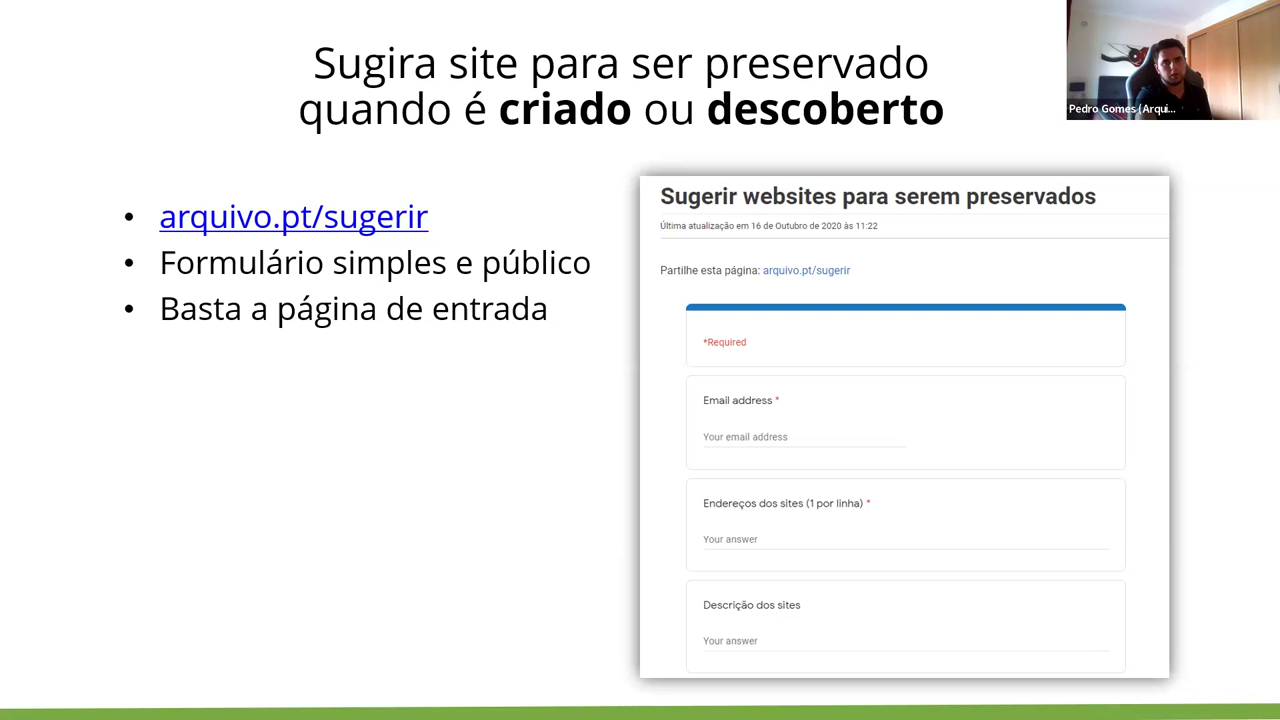 Sugira site para ser preservado
quando é criado ou descoberto
Pedro Gomes (Arqui...
• arquivo.pt/sugerir
• Formulário simples e público
• Basta a página de entrada
Sugerir websites para serem preservados
Última atualização em 16 de Outubro de 2020 às 11:22
Partilhe esta página: arquivo.pt/sugerir
*Required
Email address *
Your email address
Endereços dos sites (1 por linha) *
Your answer
Descrição dos sites
Your answer